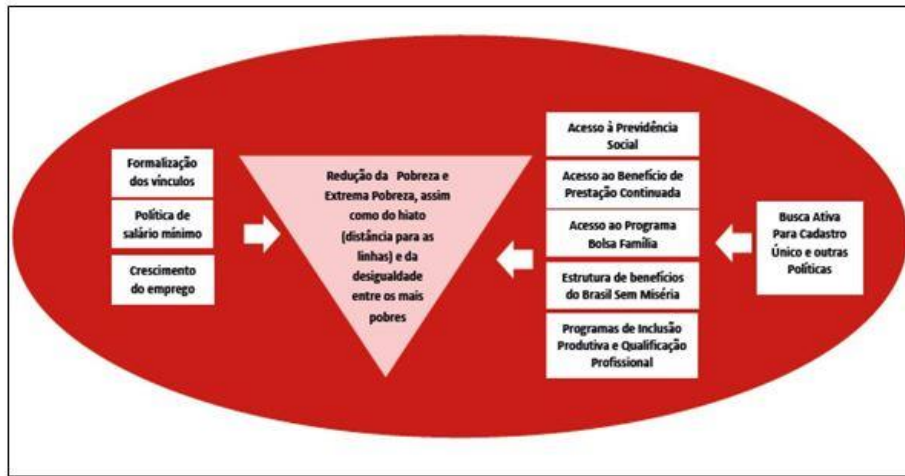 Formalização
dos vínculos
Política de
salário mínimo
Crescimento
do emprego
Redução da Pobreza e
Extrema Pobreza, assim
como do hiato
(distância para as
linhas) e da
desigualdade
entre os mais
pobres
Acesso à Previdência
Social
Acesso ao Benefício de
Prestação Continuada
Acesso ao Programa
Bolsa Família
Estrutura de benefícios
do Brasil Sem Miséria
Programas de Inclusão
Produtiva e Qualificação
Profissional
Busca Ativa
Para Cadastro
Único e outras
Políticas